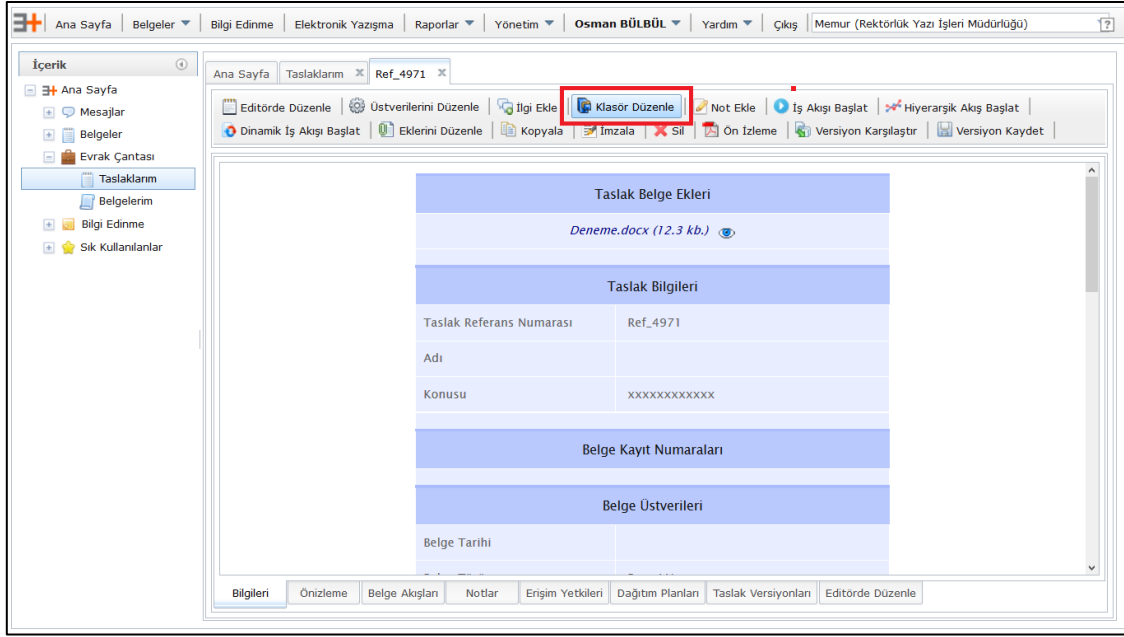 Ana Sayfa Belgeler Bilgi Edinme Elektronik Yazışma Raporlar Yönetim Osman BÜLBÜL Yardım Çıkış Memur (Rektörlük Yazı İşleri Müdürlüğü)
İçerik
Ana Sayfa
Mesajlar
Belgeler
Evrak Çantası
Taslaklarım
Belgelerim
Bilgi Edinme
Sık Kullanılanlar
Ana Sayfa Taslaklarım Ref_4971
Editörde Düzenle Üstverilerini Düzenle İlgi Ekle Klasör Düzenle Not Ekle İş Akışı Başlat Hiyerarşik Akış Başlat
Dinamik İş Akışı Başlat Eklerini Düzenle Kopyala İmzala Sil Ön İzleme Versiyon Karşılaştır Versiyon Kaydet
Taslak Belge Ekleri
Deneme.docx (12.3 kb.)
Taslak Bilgileri
Taslak Referans Numarası Ref_4971
Adı
Konusu xxxxxxxxxxxx
Belge Kayıt Numaraları
Belge Üstverileri
Belge Tarihi
Bilgileri Önizleme Belge Akışları Notlar Erişim Yetkileri Dağıtım Planları Taslak Versiyonları Editörde Düzenle